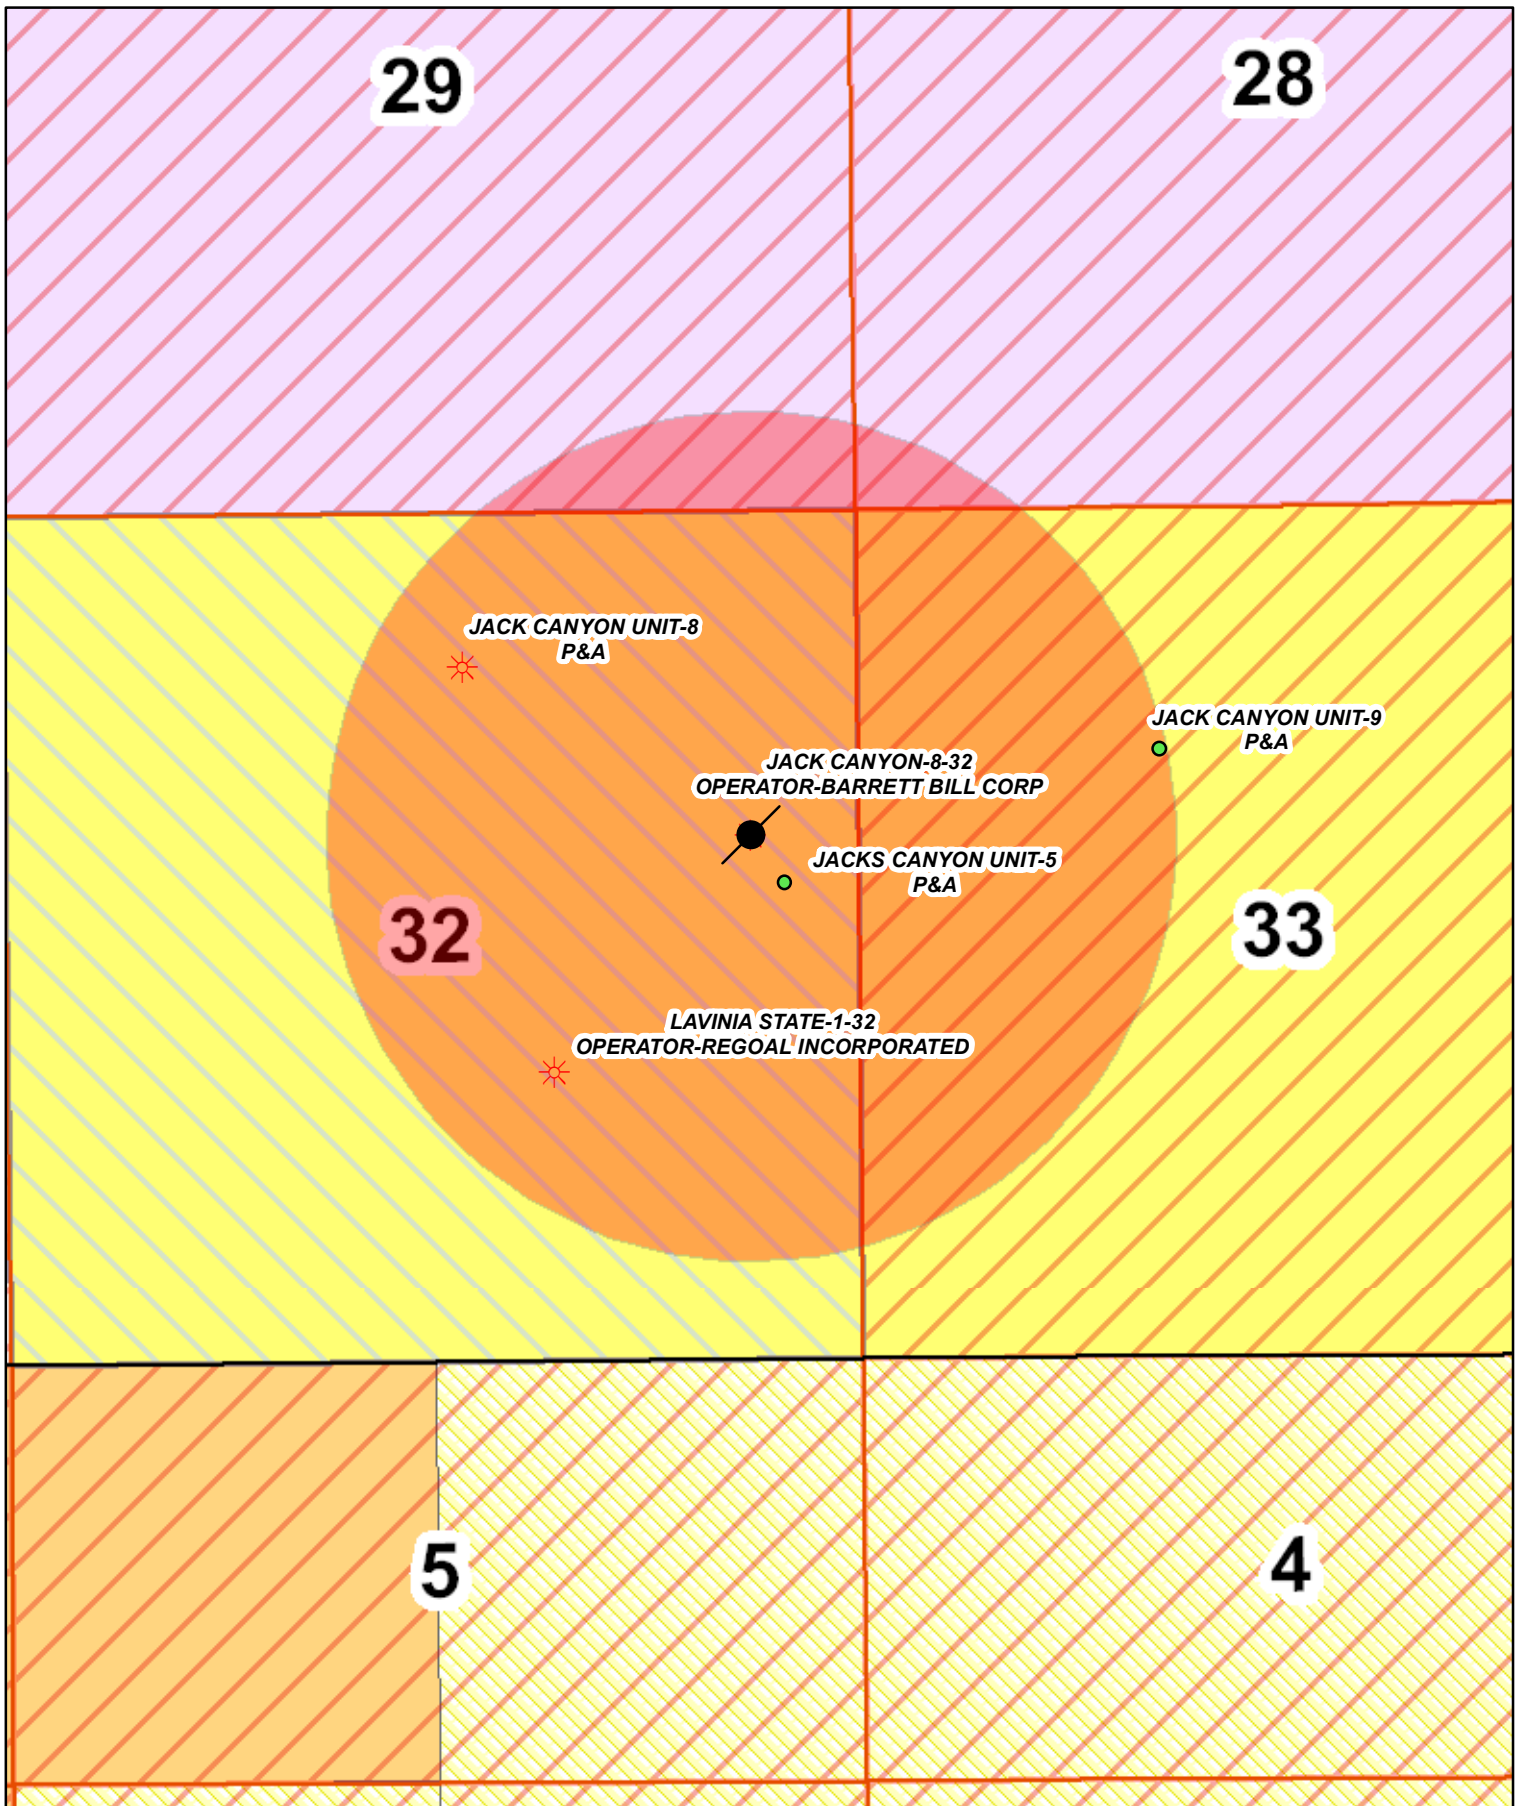 29
28
JACK CANYON UNIT-8
P&A
JACK CANYON UNIT-9
P&A
JACK CANYON-8-32
OPERATOR-BARRETT BILL CORP
JACKS CANYON UNIT-5
P&A
32
33
LAVINIA STATE-1-32
OPERATOR-REGOAL INCORPORATED
5
4